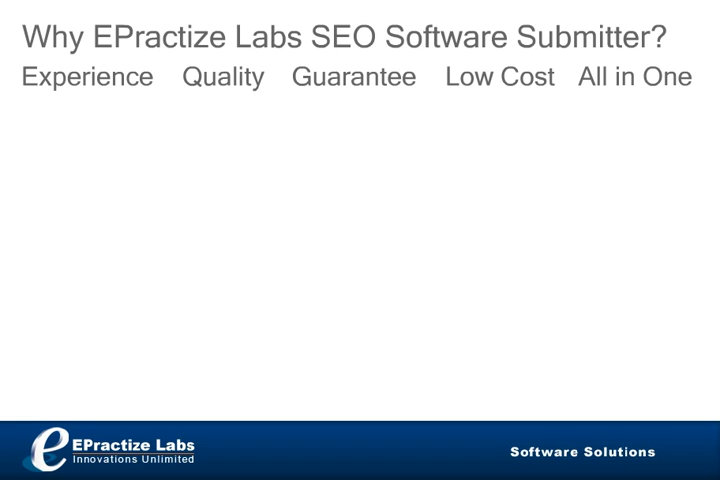 Why EPractize Labs SEO Software Submitter?
Experience Quality Guarantee Low Cost All in One
EPractize Labs
Innovations Unlimited
Software Solutions